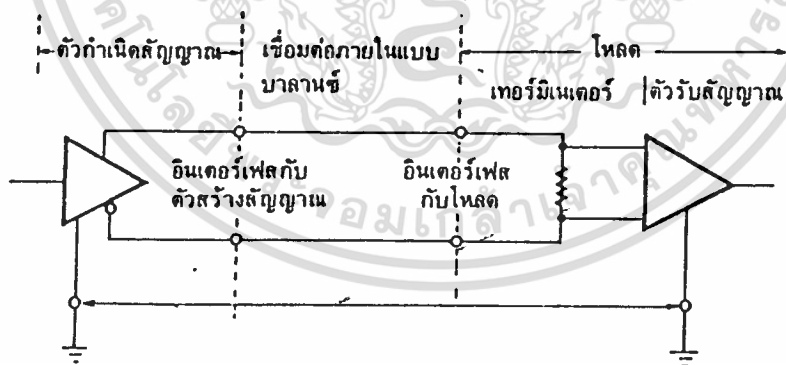 ตัวกำเนิดสัญญาณ
เชื่อมต่อภายในแบบ
บาลานซ์
โหลด
เทอร์มิเนเตอร์
ตัวรับสัญญาณ
อินเตอร์เฟสกับ
ตัวสร้างสัญญาณ
อินเตอร์เฟส
กับโหลด